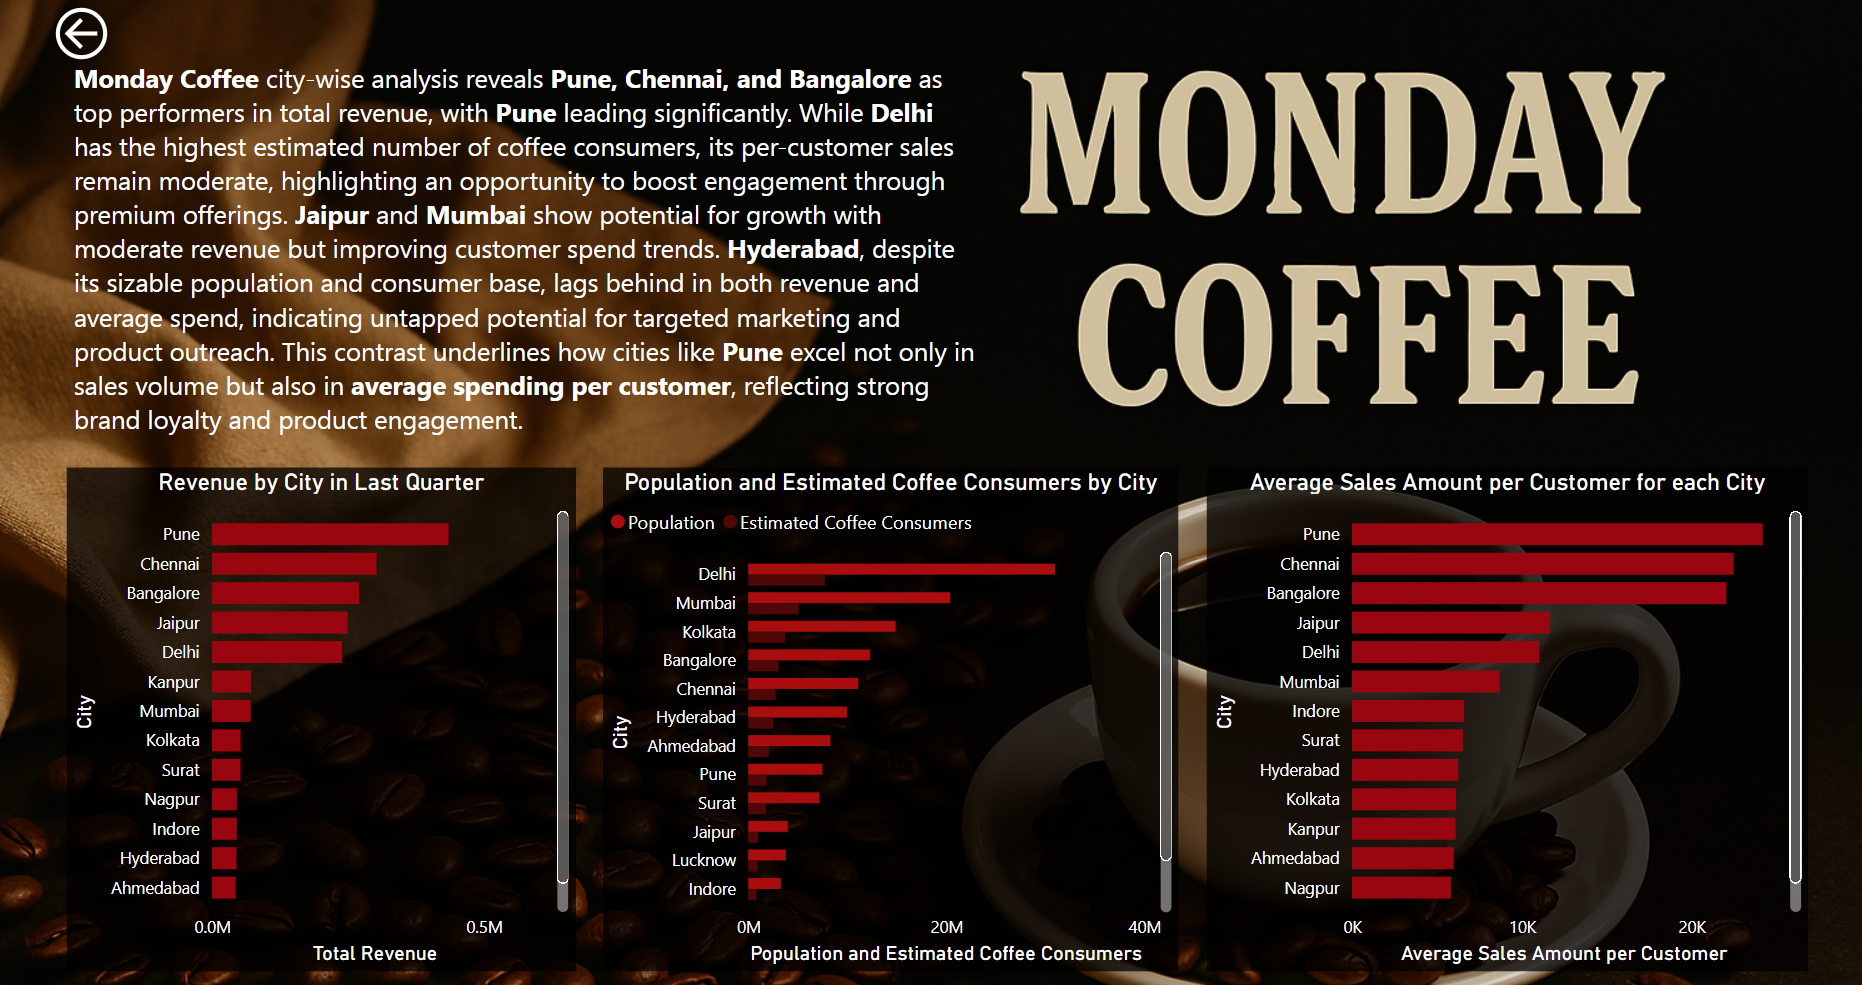 Monday Coffee city-wise analysis reveals Pune, Chennai, and Bangalore as
top performers in total revenue, with Pune leading significantly. While Delhi
has the highest estimated number of coffee consumers, its per-customer sales
remain moderate, highlighting an opportunity to boost engagement through
premium offerings. Jaipur and Mumbai show potential for growth with
moderate revenue but improving customer spend trends. Hyderabad, despite
its sizable population and consumer base, lags behind in both revenue and
average spend, indicating untapped potential for targeted marketing and
product outreach. This contrast underlines how cities like Pune excel not only in
sales volume but also in average spending per customer, reflecting strong
brand loyalty and product engagement.
MONDAY
COFFEE
Revenue by City in Last Quarter
City
Pune
Chennai
Bangalore
Jaipur
Delhi
Kanpur
Mumbai
Kolkata
Surat
Nagpur
Indore
Hyderabad
Ahmedabad
0.0M 0.5M
Total Revenue
Population and Estimated Coffee Consumers by City
Population Estimated Coffee Consumers
City
Delhi
Mumbai
Kolkata
Bangalore
Chennai
Hyderabad
Ahmedabad
Pune
Surat
Jaipur
Lucknow
Indore
0M 20M 40M
Population and Estimated Coffee Consumers
Average Sales Amount per Customer for each City
City
Pune
Chennai
Bangalore
Jaipur
Delhi
Mumbai
Indore
Surat
Hyderabad
Kolkata
Kanpur
Ahmedabad
Nagpur
0K 10K 20K
Average Sales Amount per Customer